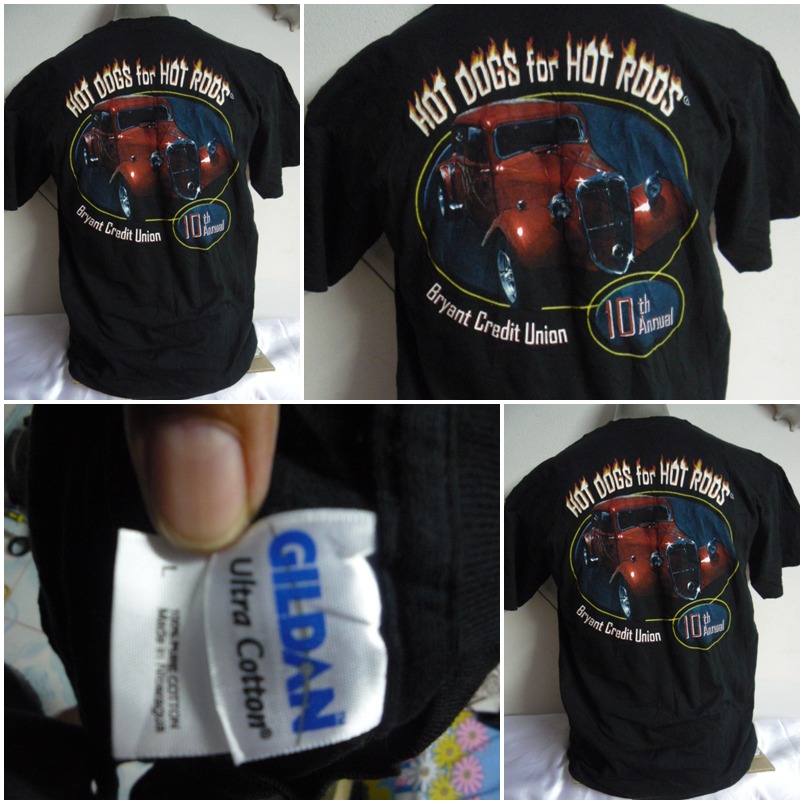 HOT DOGS for HOT RODS
Bryant Credit Union
10th
Annual
HOT DOGS for HOT RODS
Bryant Credit Union
10th
Annual
GILDAN
Ultra Cotton®
L
100% PURE COTTON
Made in Nicaragua
HOT DOGS for HOT RODS
Bryant Credit Union
10th
Annual